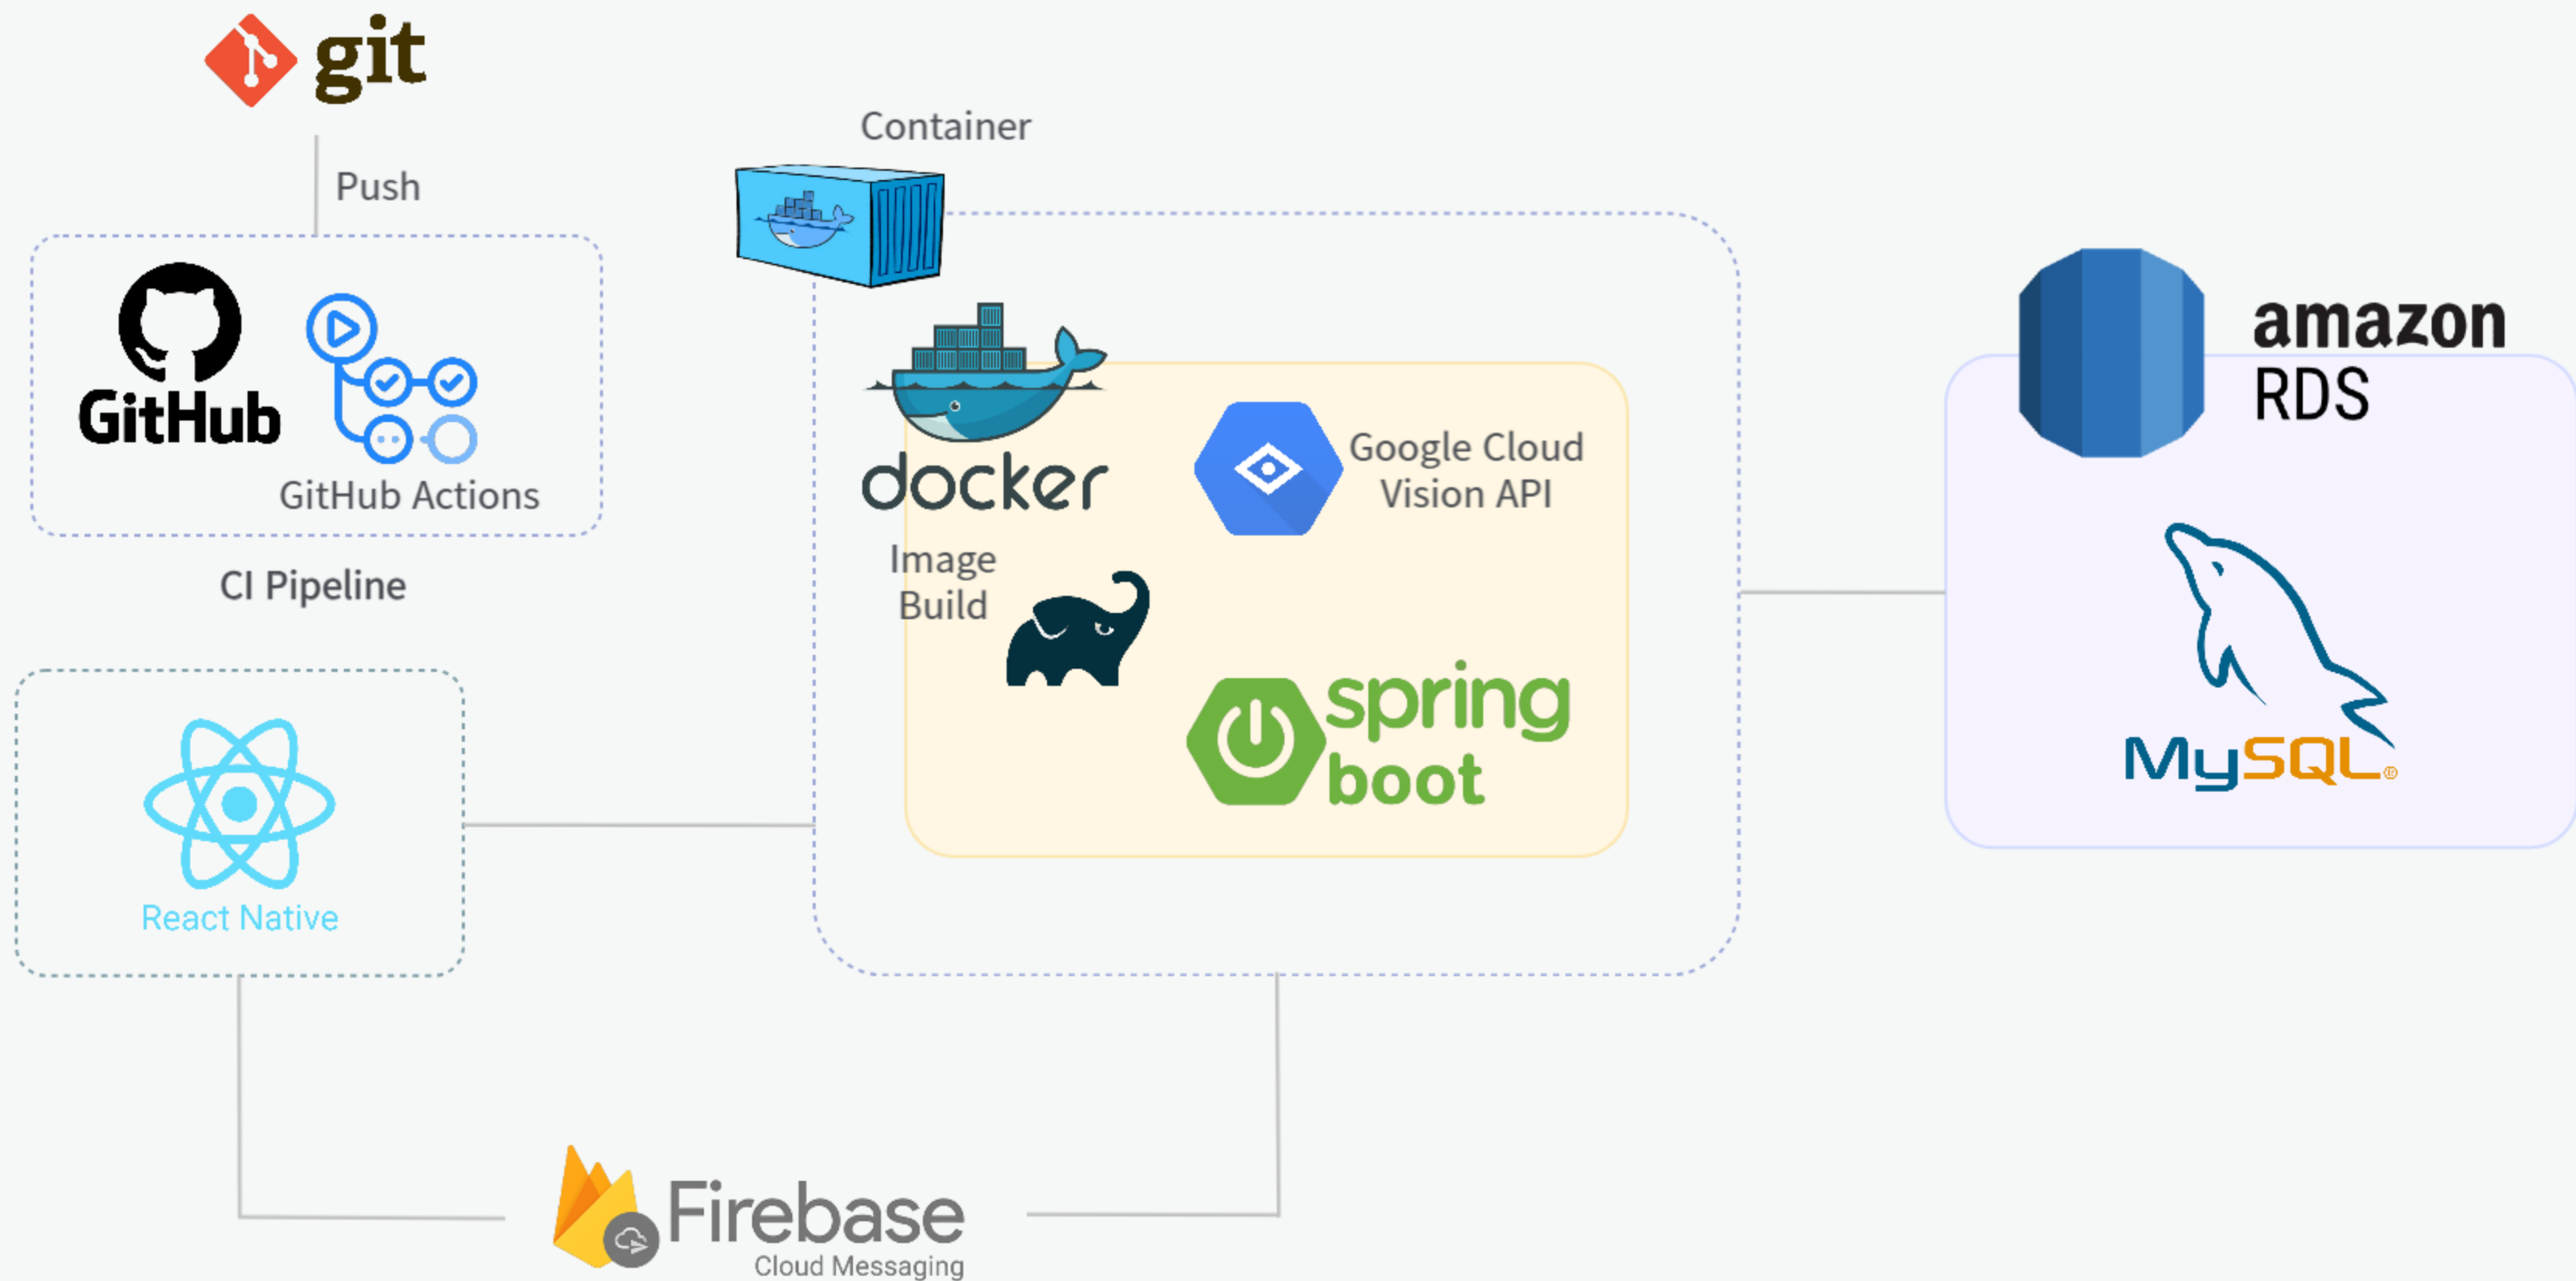 git
Push
GitHub
GitHub Actions
CI Pipeline
React Native
Container
docker
Image
Build
Google Cloud
Vision API
spring
boot
amazon
RDS
MySQL®
Firebase
Cloud Messaging